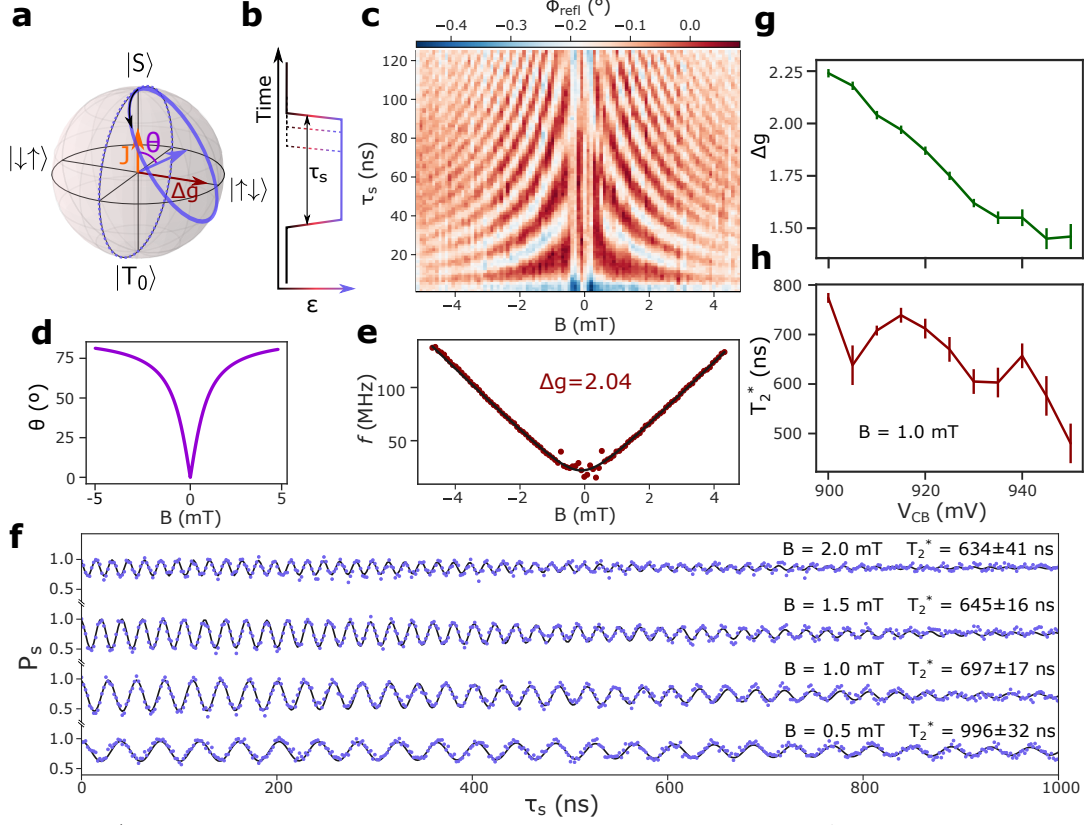 a
|S⟩
θ
J
|↓↑⟩
Δg
|↑↓⟩
|T₀⟩
b
Time
τₛ
ε
c
Φrefl (°)
−0.4 −0.3 −0.2 −0.1 0.0
τₛ (ns)
120
100
80
60
40
20
−4 −2 0 2 4
B (mT)
d
θ (°)
75
50
25
0
-5 0 5
B (mT)
e
Δg=2.04
f (MHz)
100
50
−4 −2 0 2 4
B (mT)
g
Δg
2.25
2.00
1.75
1.50
h
T₂* (ns)
800
700
600
500
B = 1.0 mT
900 920 940
V_CB (mV)
f
Pₛ
B = 2.0 mT T₂* = 634±41 ns
1.0
0.5
B = 1.5 mT T₂* = 645±16 ns
1.0
0.5
B = 1.0 mT T₂* = 697±17 ns
1.0
0.5
B = 0.5 mT T₂* = 996±32 ns
1.0
0.5
0 200 400 600 800 1000
τₛ (ns)